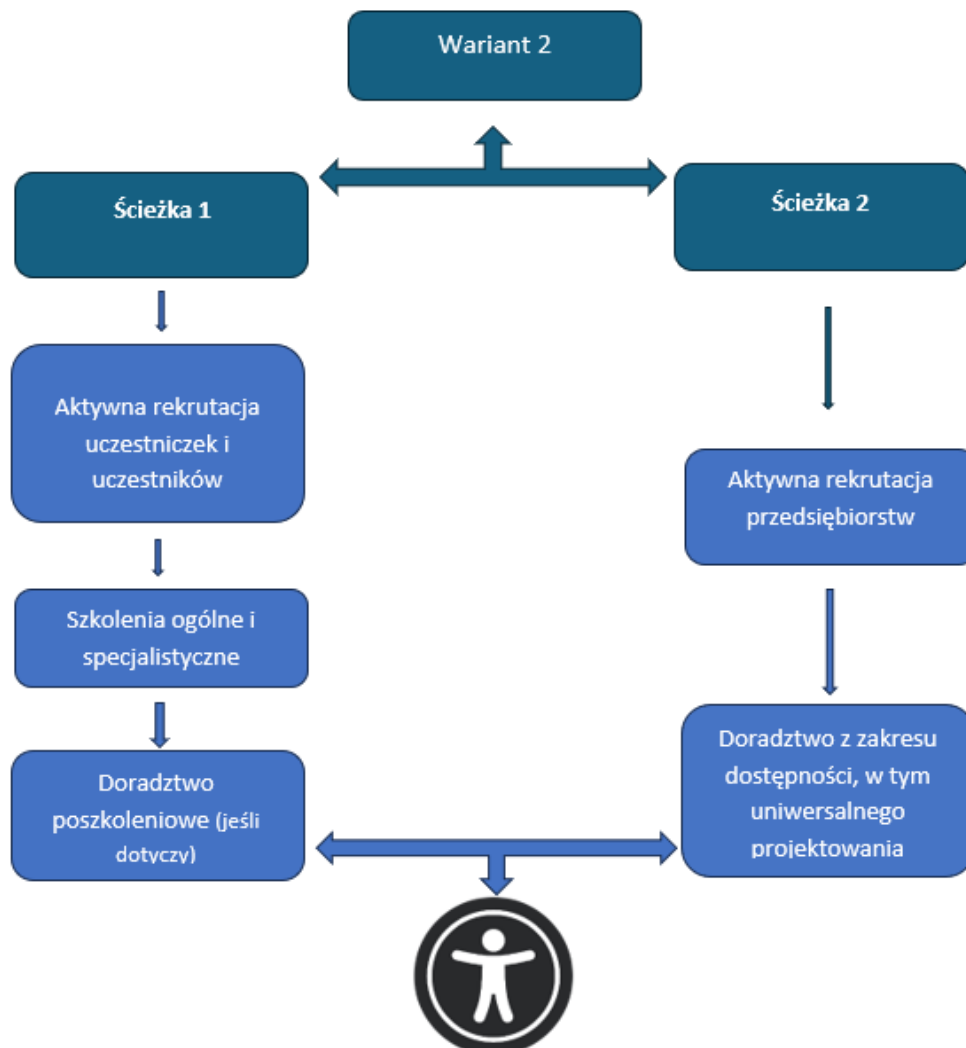 Wariant 2
Ścieżka 1
Ścieżka 2
Aktywna rekrutacja
uczestniczek i
uczestników
Szkolenia ogólne i
specjalistyczne
Doradztwo
poszkoleniowe (jeśli
dotyczy)
Aktywna rekrutacja
przedsiębiorstw
Doradztwo z zakresu
dostępności, w tym
uniwersalnego
projektowania